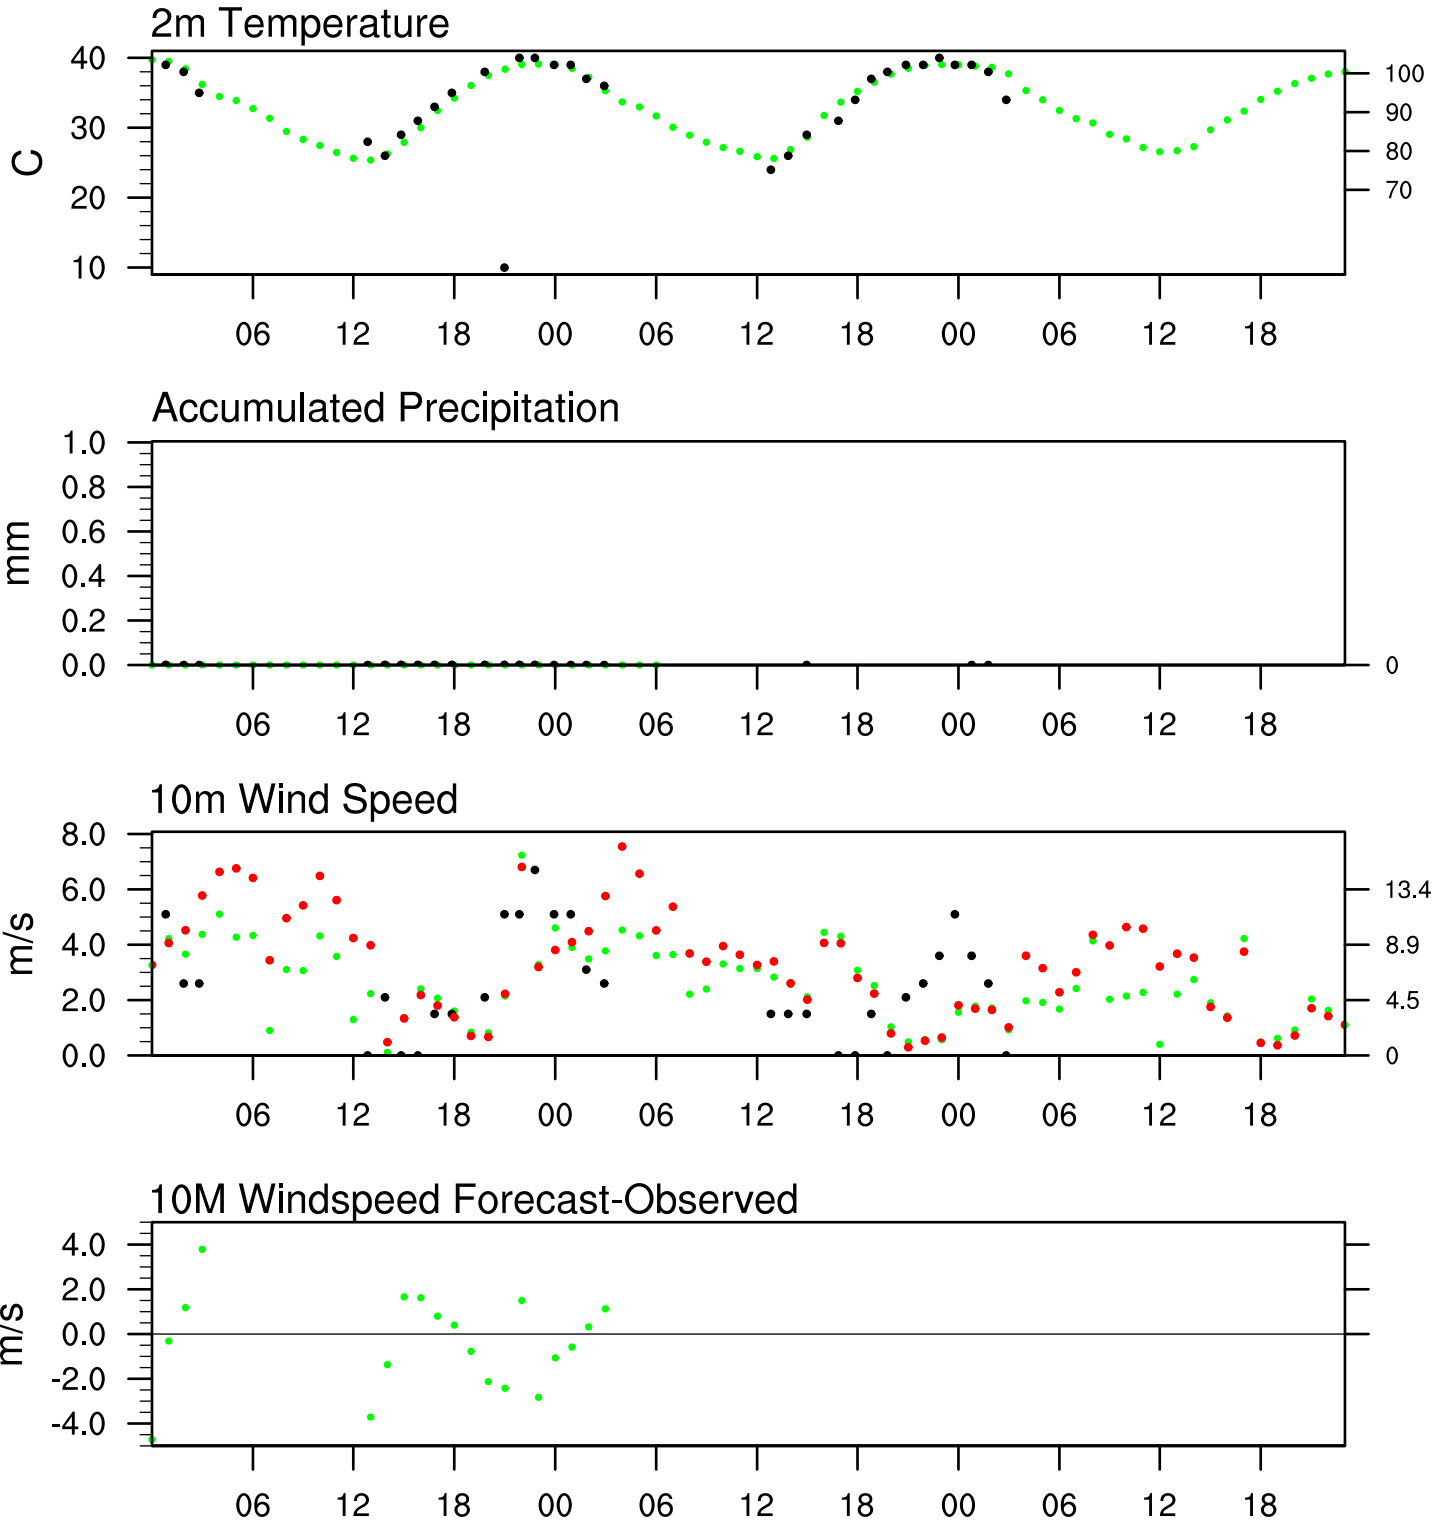 2m Temperature
40
30
20
10
C
100
90
80
70
06 12 18 00 06 12 18 00 06 12 18
Accumulated Precipitation
1.0
0.8
0.6
0.4
0.2
0.0
mm
0
06 12 18 00 06 12 18 00 06 12 18
10m Wind Speed
8.0
6.0
4.0
2.0
0.0
m/s
13.4
8.9
4.5
0
06 12 18 00 06 12 18 00 06 12 18
10M Windspeed Forecast-Observed
4.0
2.0
0.0
-2.0
-4.0
m/s
06 12 18 00 06 12 18 00 06 12 18